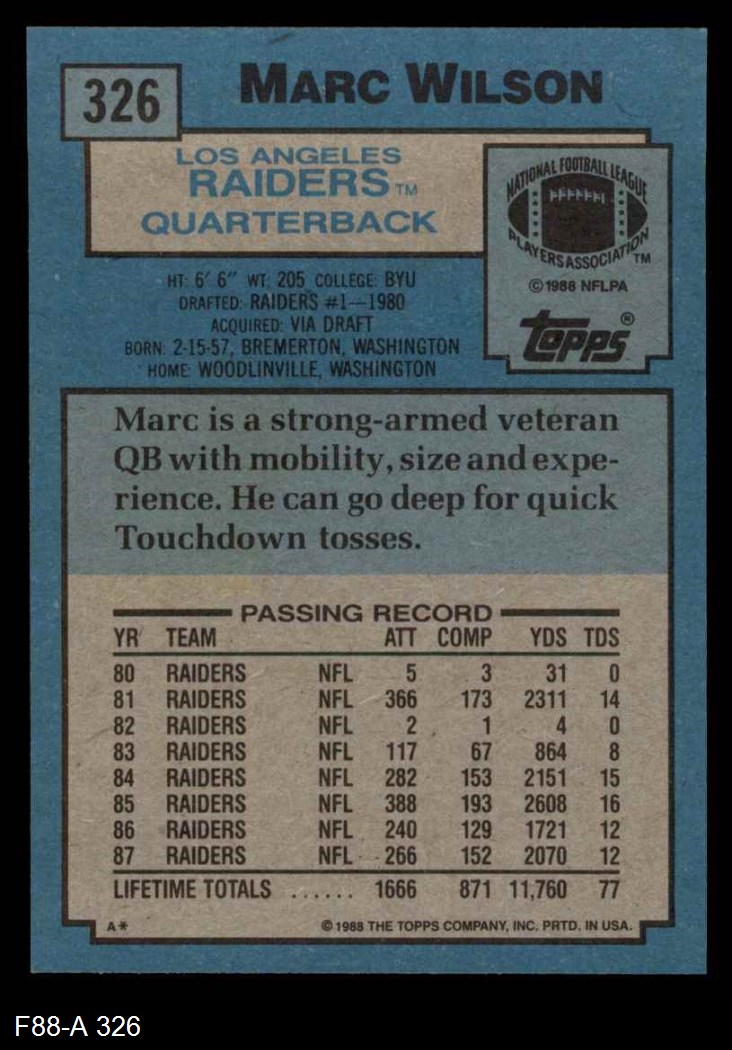 326
MARC WILSON
LOS ANGELES
RAIDERS TM
QUARTERBACK
NATIONAL FOOTBALL LEAGUE
PLAYERS ASSOCIATION TM
© 1988 NFLPA
TOPPS ®
HT: 6' 6" WT: 205 COLLEGE: BYU
DRAFTED: RAIDERS #1—1980
ACQUIRED: VIA DRAFT
BORN: 2-15-57, BREMERTON, WASHINGTON
HOME: WOODLINVILLE, WASHINGTON
Marc is a strong-armed veteran
QB with mobility, size and expe-
rience. He can go deep for quick
Touchdown tosses.
PASSING RECORD
YR TEAM ATT COMP YDS TDS
80 RAIDERS NFL 5 3 31 0
81 RAIDERS NFL 366 173 2311 14
82 RAIDERS NFL 2 1 4 0
83 RAIDERS NFL 117 67 864 8
84 RAIDERS NFL 282 153 2151 15
85 RAIDERS NFL 388 193 2608 16
86 RAIDERS NFL 240 129 1721 12
87 RAIDERS NFL 266 152 2070 12
LIFETIME TOTALS ...... 1666 871 11,760 77
A* © 1988 THE TOPPS COMPANY, INC. PRTD. IN USA.
F88-A 326